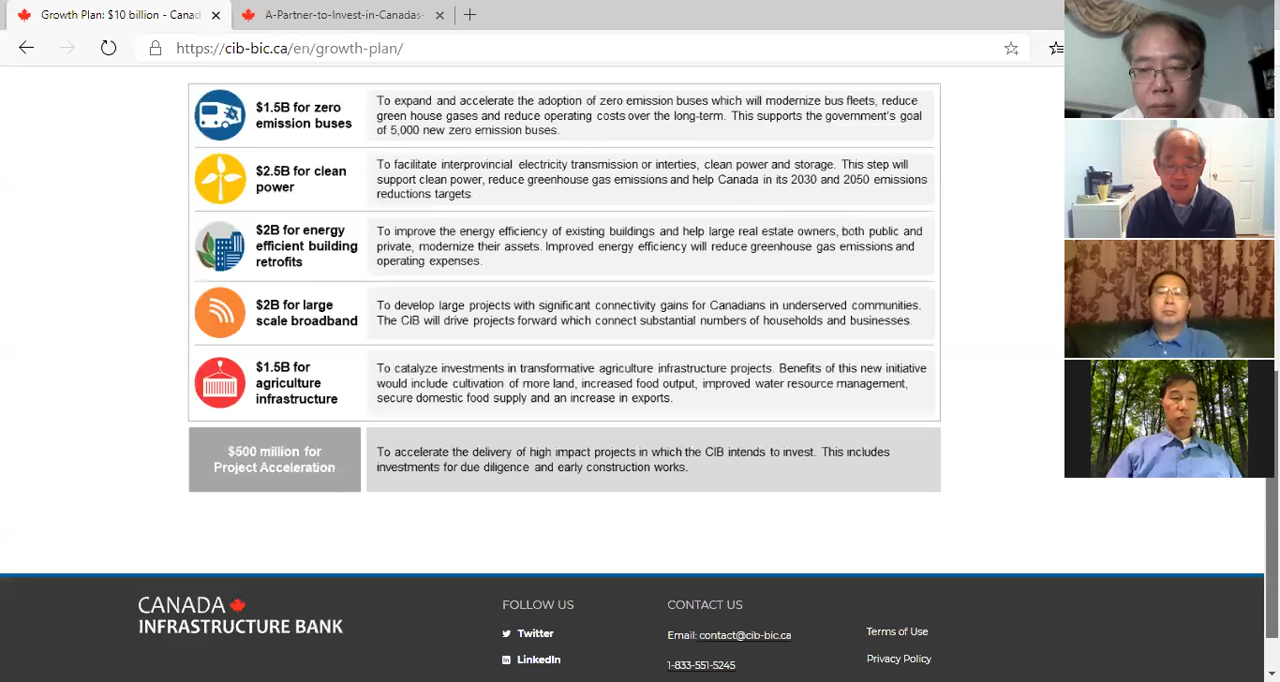 Growth Plan: $10 billion - Canad
A-Partner-to-Invest-in-Canadas-
https://cib-bic.ca/en/growth-plan/
$1.5B for zero
emission buses
To expand and accelerate the adoption of zero emission buses which will modernize bus fleets, reduce
green house gases and reduce operating costs over the long-term. This supports the government's goal
of 5,000 new zero emission buses.
$2.5B for clean
power
To facilitate interprovincial electricity transmission or interties, clean power and storage. This step will
support clean power, reduce greenhouse gas emissions and help Canada in its 2030 and 2050 emissions
reductions targets
$2B for energy
efficient building
retrofits
To improve the energy efficiency of existing buildings and help large real estate owners, both public and
private, modernize their assets. Improved energy efficiency will reduce greenhouse gas emissions and
operating expenses.
$2B for large
scale broadband
To develop large projects with significant connectivity gains for Canadians in underserved communities.
The CIB will drive projects forward which connect substantial numbers of households and businesses.
$1.5B for
agriculture
infrastructure
To catalyze investments in transformative agriculture infrastructure projects. Benefits of this new initiative
would include cultivation of more land, increased food output, improved water resource management,
secure domestic food supply and an increase in exports.
$500 million for
Project Acceleration
To accelerate the delivery of high impact projects in which the CIB intends to invest. This includes
investments for due diligence and early construction works.
CANADA
INFRASTRUCTURE BANK
FOLLOW US
Twitter
LinkedIn
CONTACT US
Email: contact@cib-bic.ca
1-833-551-5245
Terms of Use
Privacy Policy